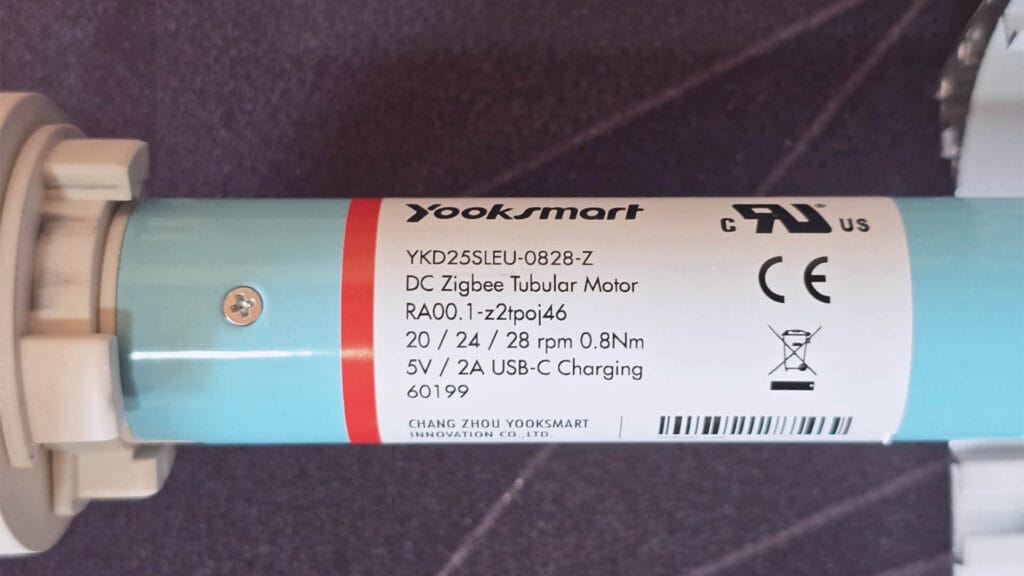 Yooksmart
YKD25SLEU-0828-Z
DC Zigbee Tubular Motor
RA00.1-z2tpoj46
20 / 24 / 28 rpm 0.8Nm
5V / 2A USB-C Charging
60199
CHANG ZHOU YOOKSMART
INNOVATION CO.,LTD.
C RU® US
CE